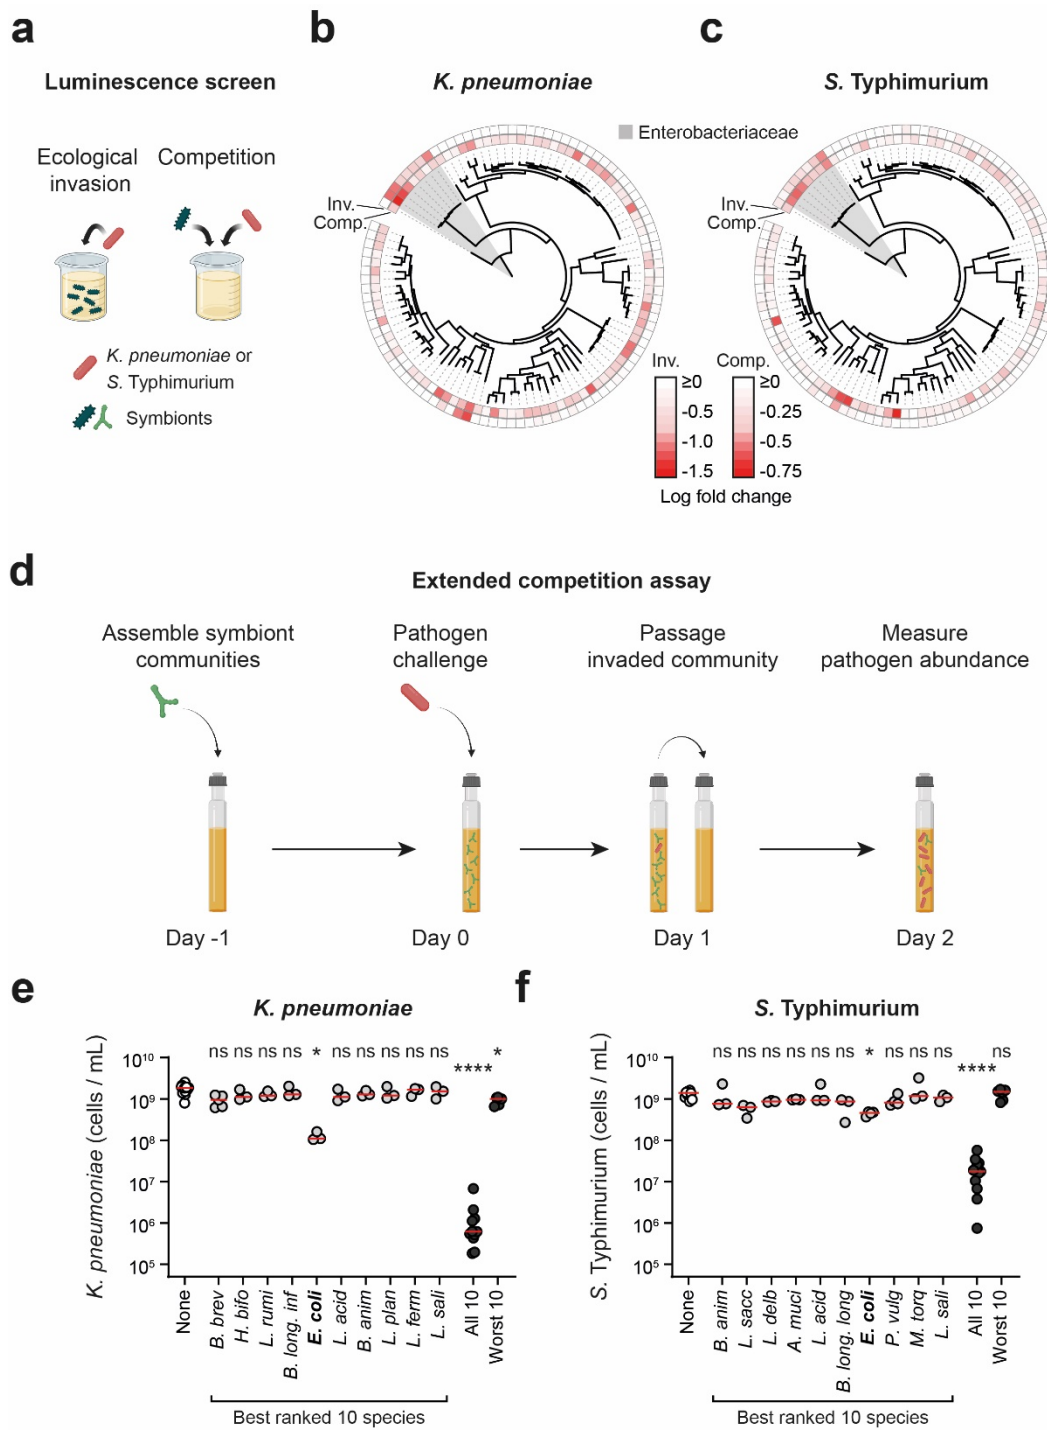 a
Luminescence screen
Ecological
invasion
Competition
K. pneumoniae or
S. Typhimurium
Symbionts
b
K. pneumoniae
Enterobacteriaceae
Inv.
Comp.
c
S. Typhimurium
Inv.
Comp.
Inv.
≥0
-0.5
-1.0
-1.5
Comp.
≥0
-0.25
-0.5
-0.75
Log fold change
d
Extended competition assay
Assemble symbiont
communities
Pathogen
challenge
Passage
invaded community
Measure
pathogen abundance
Day -1
Day 0
Day 1
Day 2
e
K. pneumoniae
K. pneumoniae (cells / mL)
10¹⁰
10⁹
10⁸
10⁷
10⁶
10⁵
ns ns ns ns * ns ns ns ns ns **** *
None
B. brev
H. bifo
L. rumi
B. long. inf
E. coli
L. acid
B. anim
L. plan
L. ferm
L. sali
All 10
Worst 10
Best ranked 10 species
f
S. Typhimurium
S. Typhimurium (cells / mL)
10¹⁰
10⁹
10⁸
10⁷
10⁶
10⁵
ns ns ns ns ns ns * ns ns ns **** ns
None
B. anim
L. sacc
L. delb
A. muci
L. acid
B. long. long
E. coli
P. vulg
M. torq
L. sali
All 10
Worst 10
Best ranked 10 species